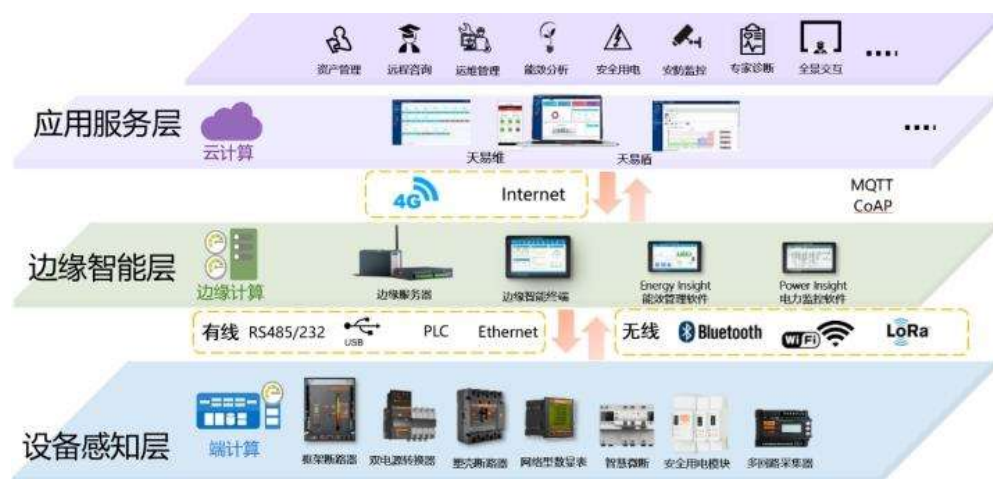 资产管理 远程咨询 运维管理 能效分析 安全用电 安防监控 专家诊断 全景交互
应用服务层
云计算
天易维 天易盾
4G Internet
MQTT
CoAP
边缘智能层
边缘计算
边缘服务器 边缘智能终端
Energy Insight
能效管理软件
Power Insight
电力监控软件
有线 RS485/232 USB PLC Ethernet
无线 Bluetooth WiFi LoRa
设备感知层
端计算
框架断路器 双电源转换器 塑壳断路器 网络型数显表 智慧微断 安全用电模块 多回路采集器